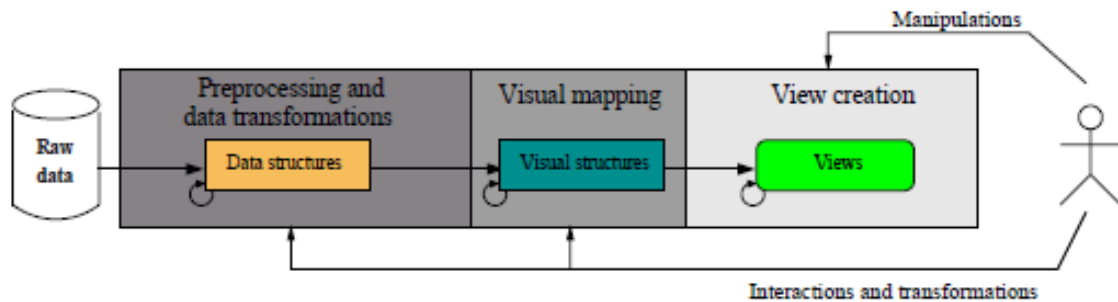 Manipulations
Preprocessing and
data transformations
Visual mapping
View creation
Raw
data
Data structures
Visual structures
Views
Interactions and transformations